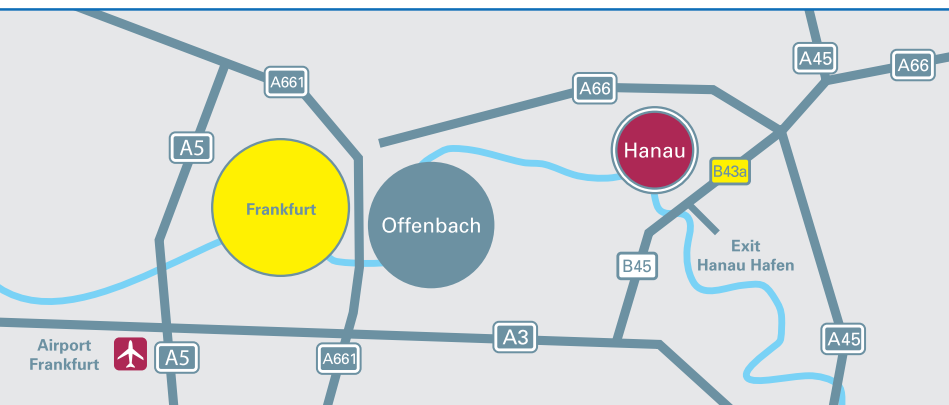 A45
A66
A661
A66
A5
Hanau
B43a
Frankfurt
Offenbach
Exit
Hanau Hafen
B45
A3
A45
Airport
Frankfurt
A5
A661